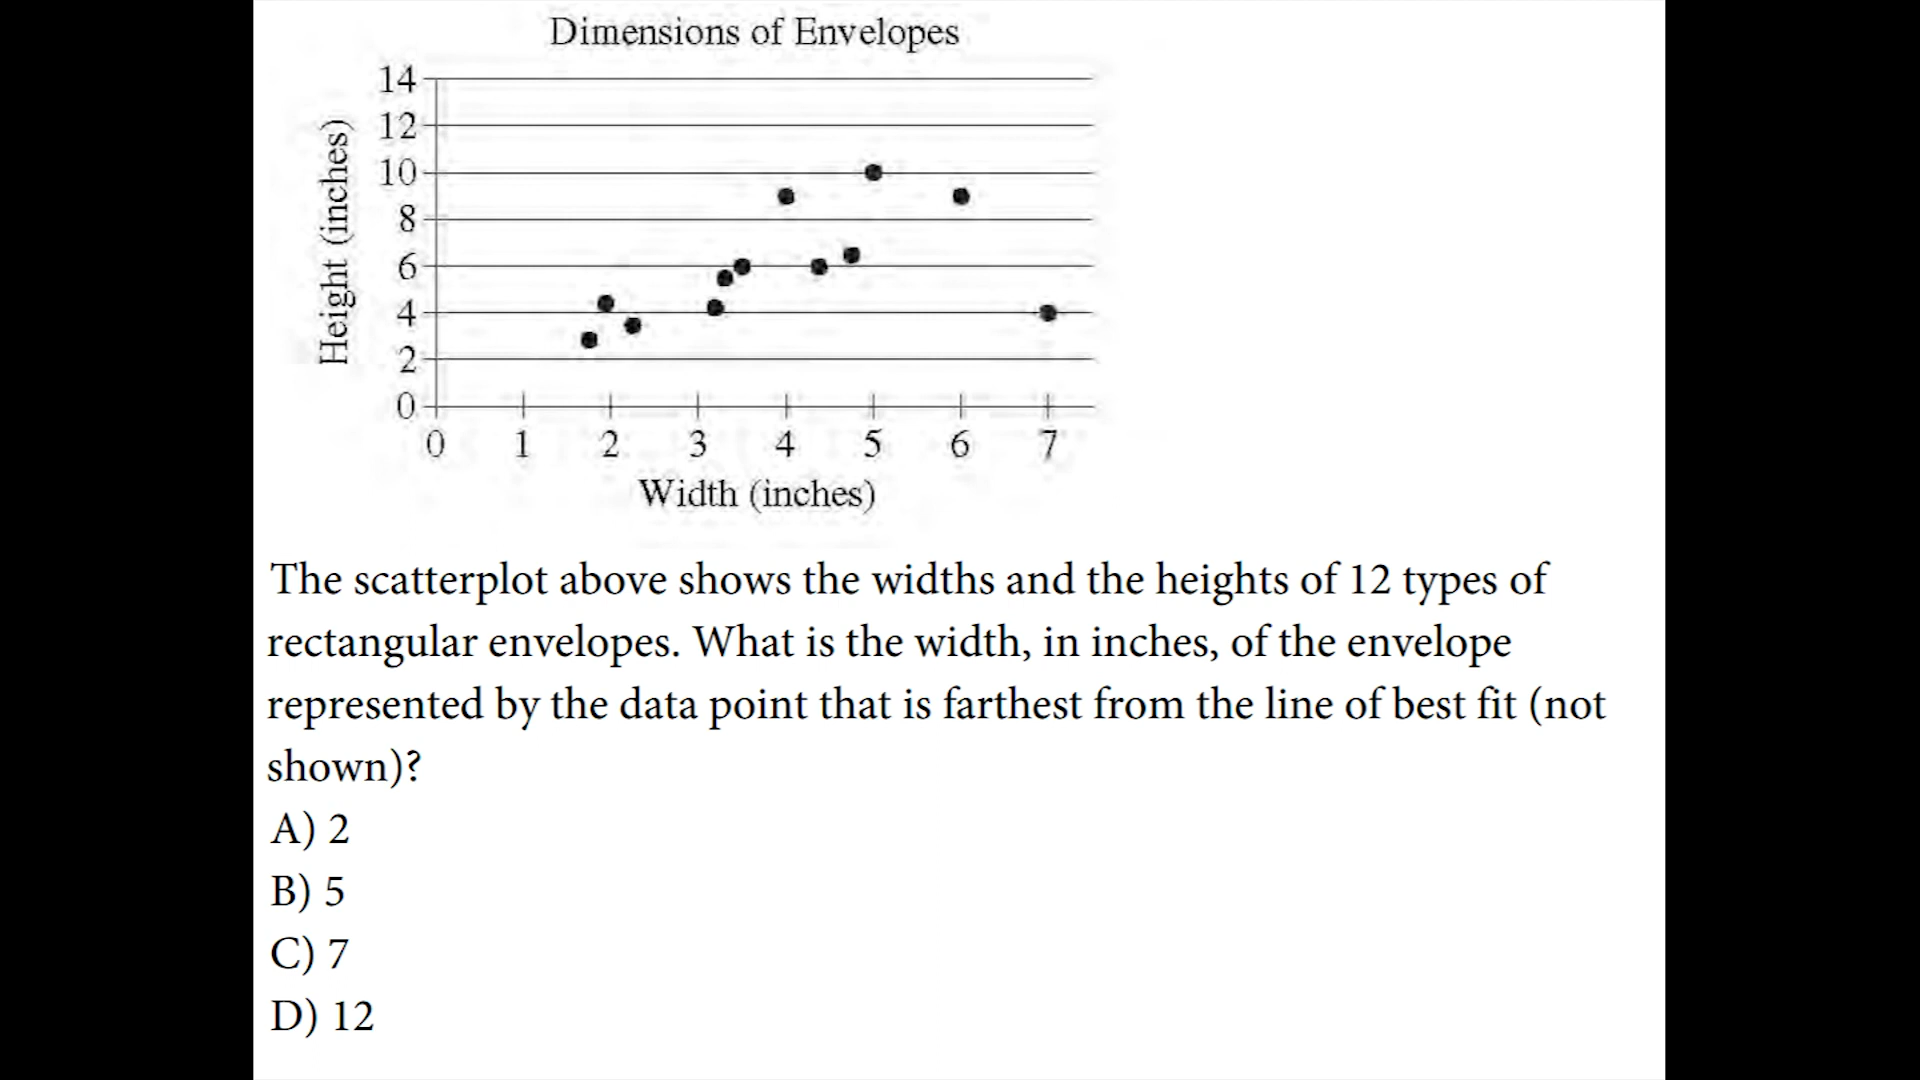 Dimensions of Envelopes
14
12
10
8
6
4
2
0
Height (inches)
0 1 2 3 4 5 6 7
Width (inches)
The scatterplot above shows the widths and the heights of 12 types of
rectangular envelopes. What is the width, in inches, of the envelope
represented by the data point that is farthest from the line of best fit (not
shown)?
A) 2
B) 5
C) 7
D) 12